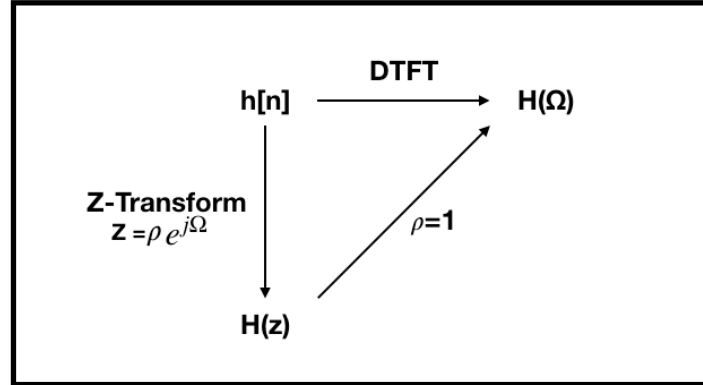 DTFT
h[n]
H(Ω)
Z-Transform
Z =ρ e^{jΩ}
ρ=1
H(z)